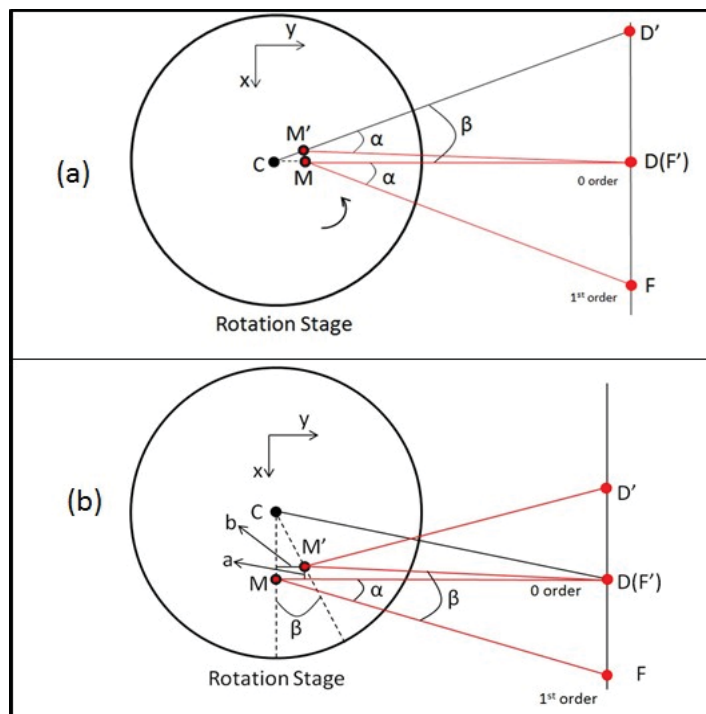 D'
y
x
β
M'
α
(a)
C
M
α
D(F')
0 order
F
1st order
Rotation Stage
y
x
(b)
C
D'
b
M'
a
M
α
β
D(F')
0 order
β
F
Rotation Stage
1st order